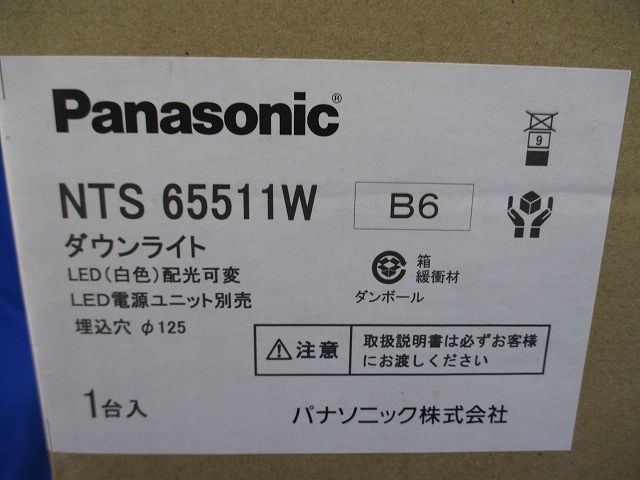 Panasonic®
NTS 65511W
B6
9
ダウンライト
LED(白色)配光可変
LED電源ユニット別売
埋込穴 φ125
箱
緩衝材
ダンボール
注意
取扱説明書は必ずお客様
にお渡しください
1台入
パナソニック株式会社